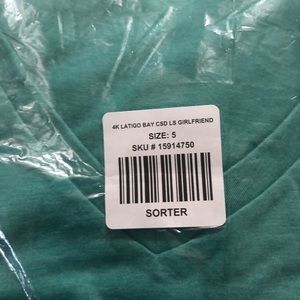 4K LATIGO BAY CSD LS GIRLFRIEND
SIZE: 5
SKU # 15914750
SORTER